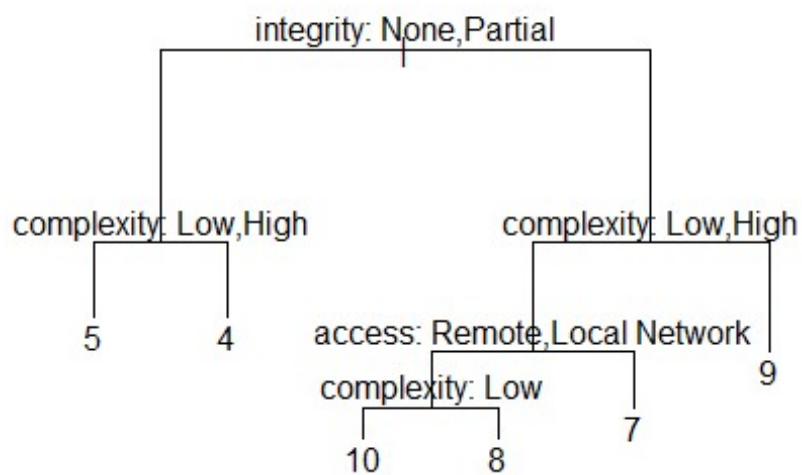 integrity: None,Partial
complexity: Low,High
complexity: Low,High
5
4
access: Remote,Local Network
9
complexity: Low
7
10
8